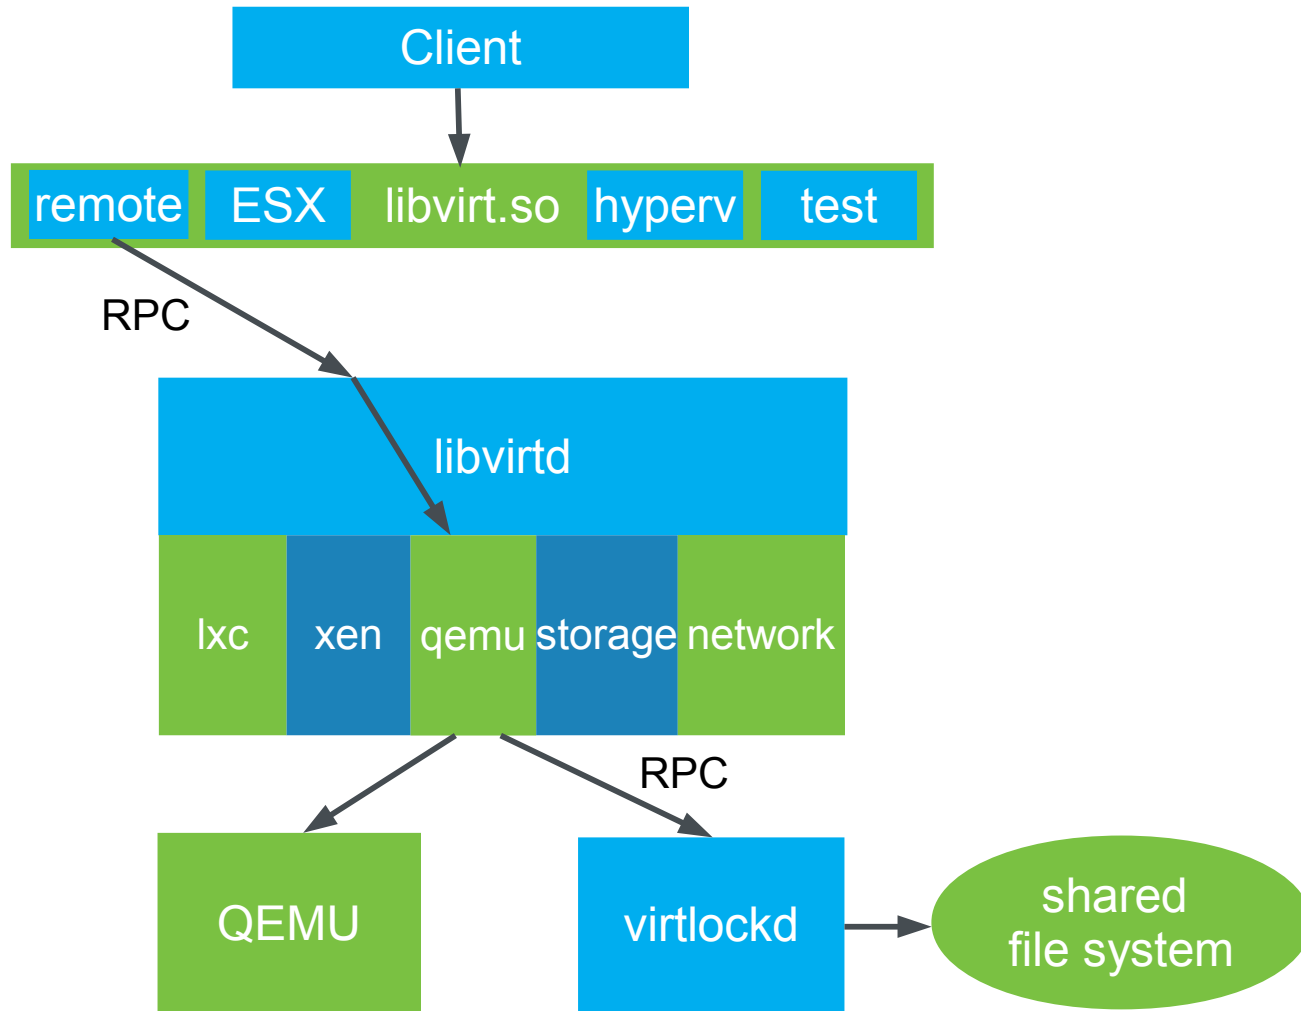 Client
remote ESX libvirt.so hyperv test
RPC
libvirtd
lxc xen qemu storage network
RPC
QEMU
virtlockd
shared
file system